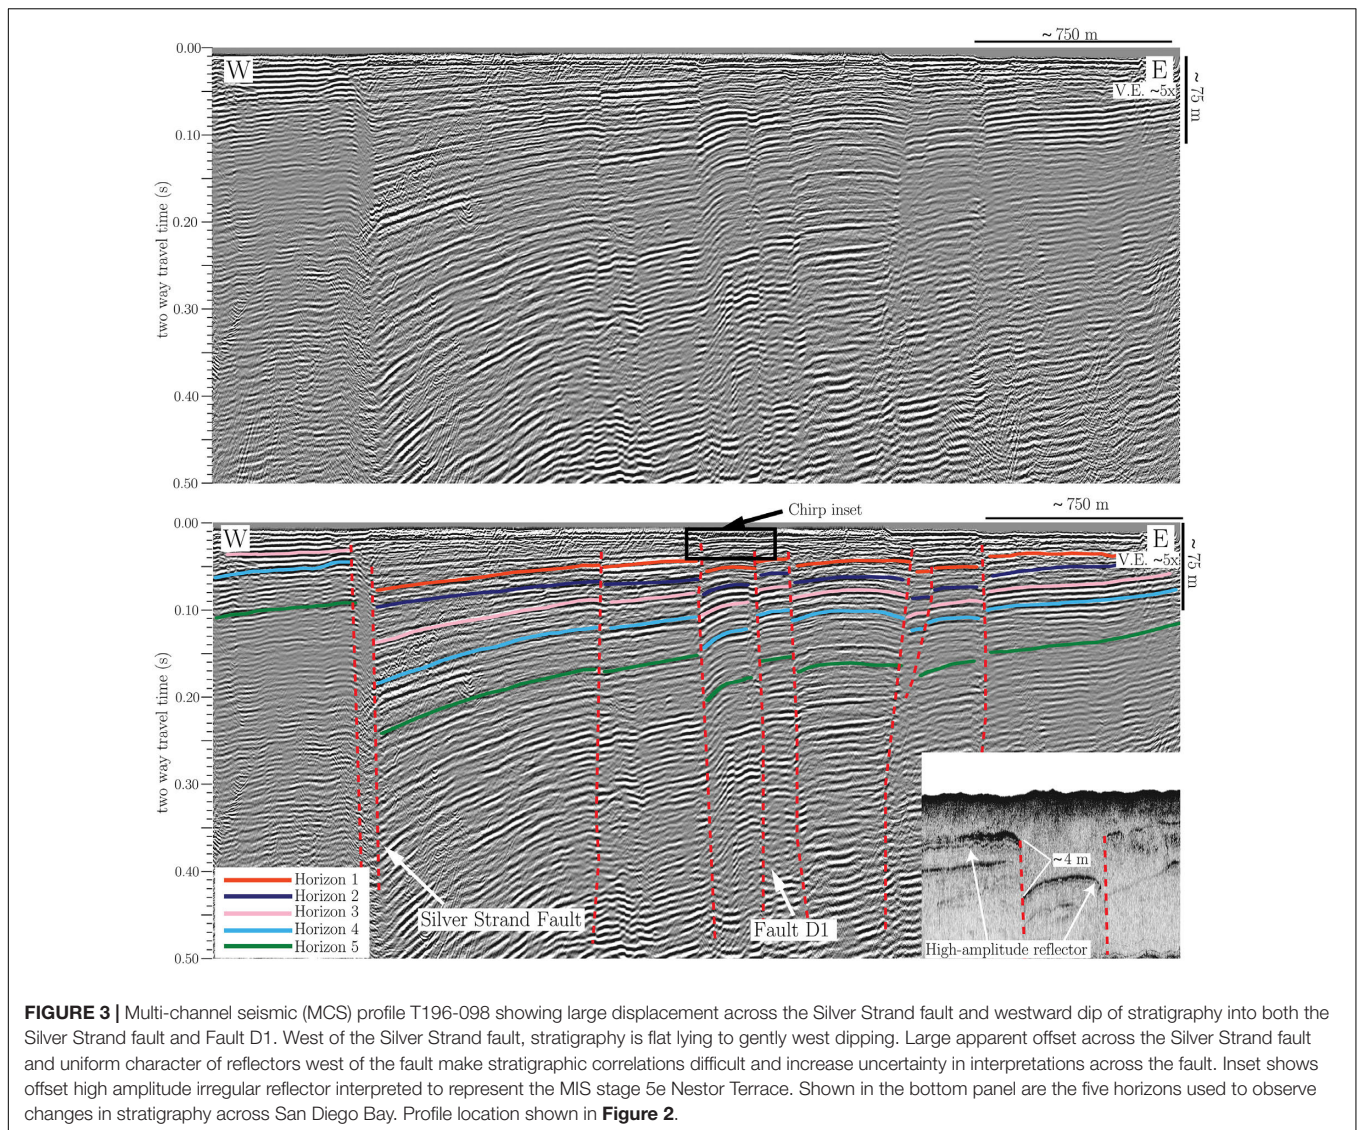 ~ 750 m
0.00
W
E
V.E. ~5x
~ 75 m
0.10
0.20
0.30
0.40
0.50
two way travel time (s)
Chirp inset
~ 750 m
0.00
W
E
V.E. ~5x
~ 75 m
0.10
0.20
0.30
0.40
0.50
two way travel time (s)
Horizon 1
Horizon 2
Horizon 3
Horizon 4
Horizon 5
Silver Strand Fault
Fault D1
~4 m
High-amplitude reflector
FIGURE 3 | Multi-channel seismic (MCS) profile T196-098 showing large displacement across the Silver Strand fault and westward dip of stratigraphy into both the
Silver Strand fault and Fault D1. West of the Silver Strand fault, stratigraphy is flat lying to gently west dipping. Large apparent offset across the Silver Strand fault
and uniform character of reflectors west of the fault make stratigraphic correlations difficult and increase uncertainty in interpretations across the fault. Inset shows
offset high amplitude irregular reflector interpreted to represent the MIS stage 5e Nestor Terrace. Shown in the bottom panel are the five horizons used to observe
changes in stratigraphy across San Diego Bay. Profile location shown in Figure 2.